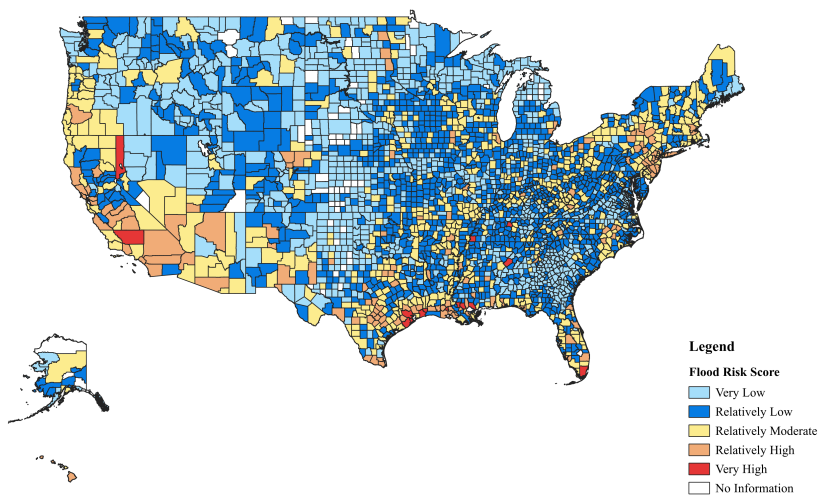 Legend
Flood Risk Score
Very Low
Relatively Low
Relatively Moderate
Relatively High
Very High
No Information